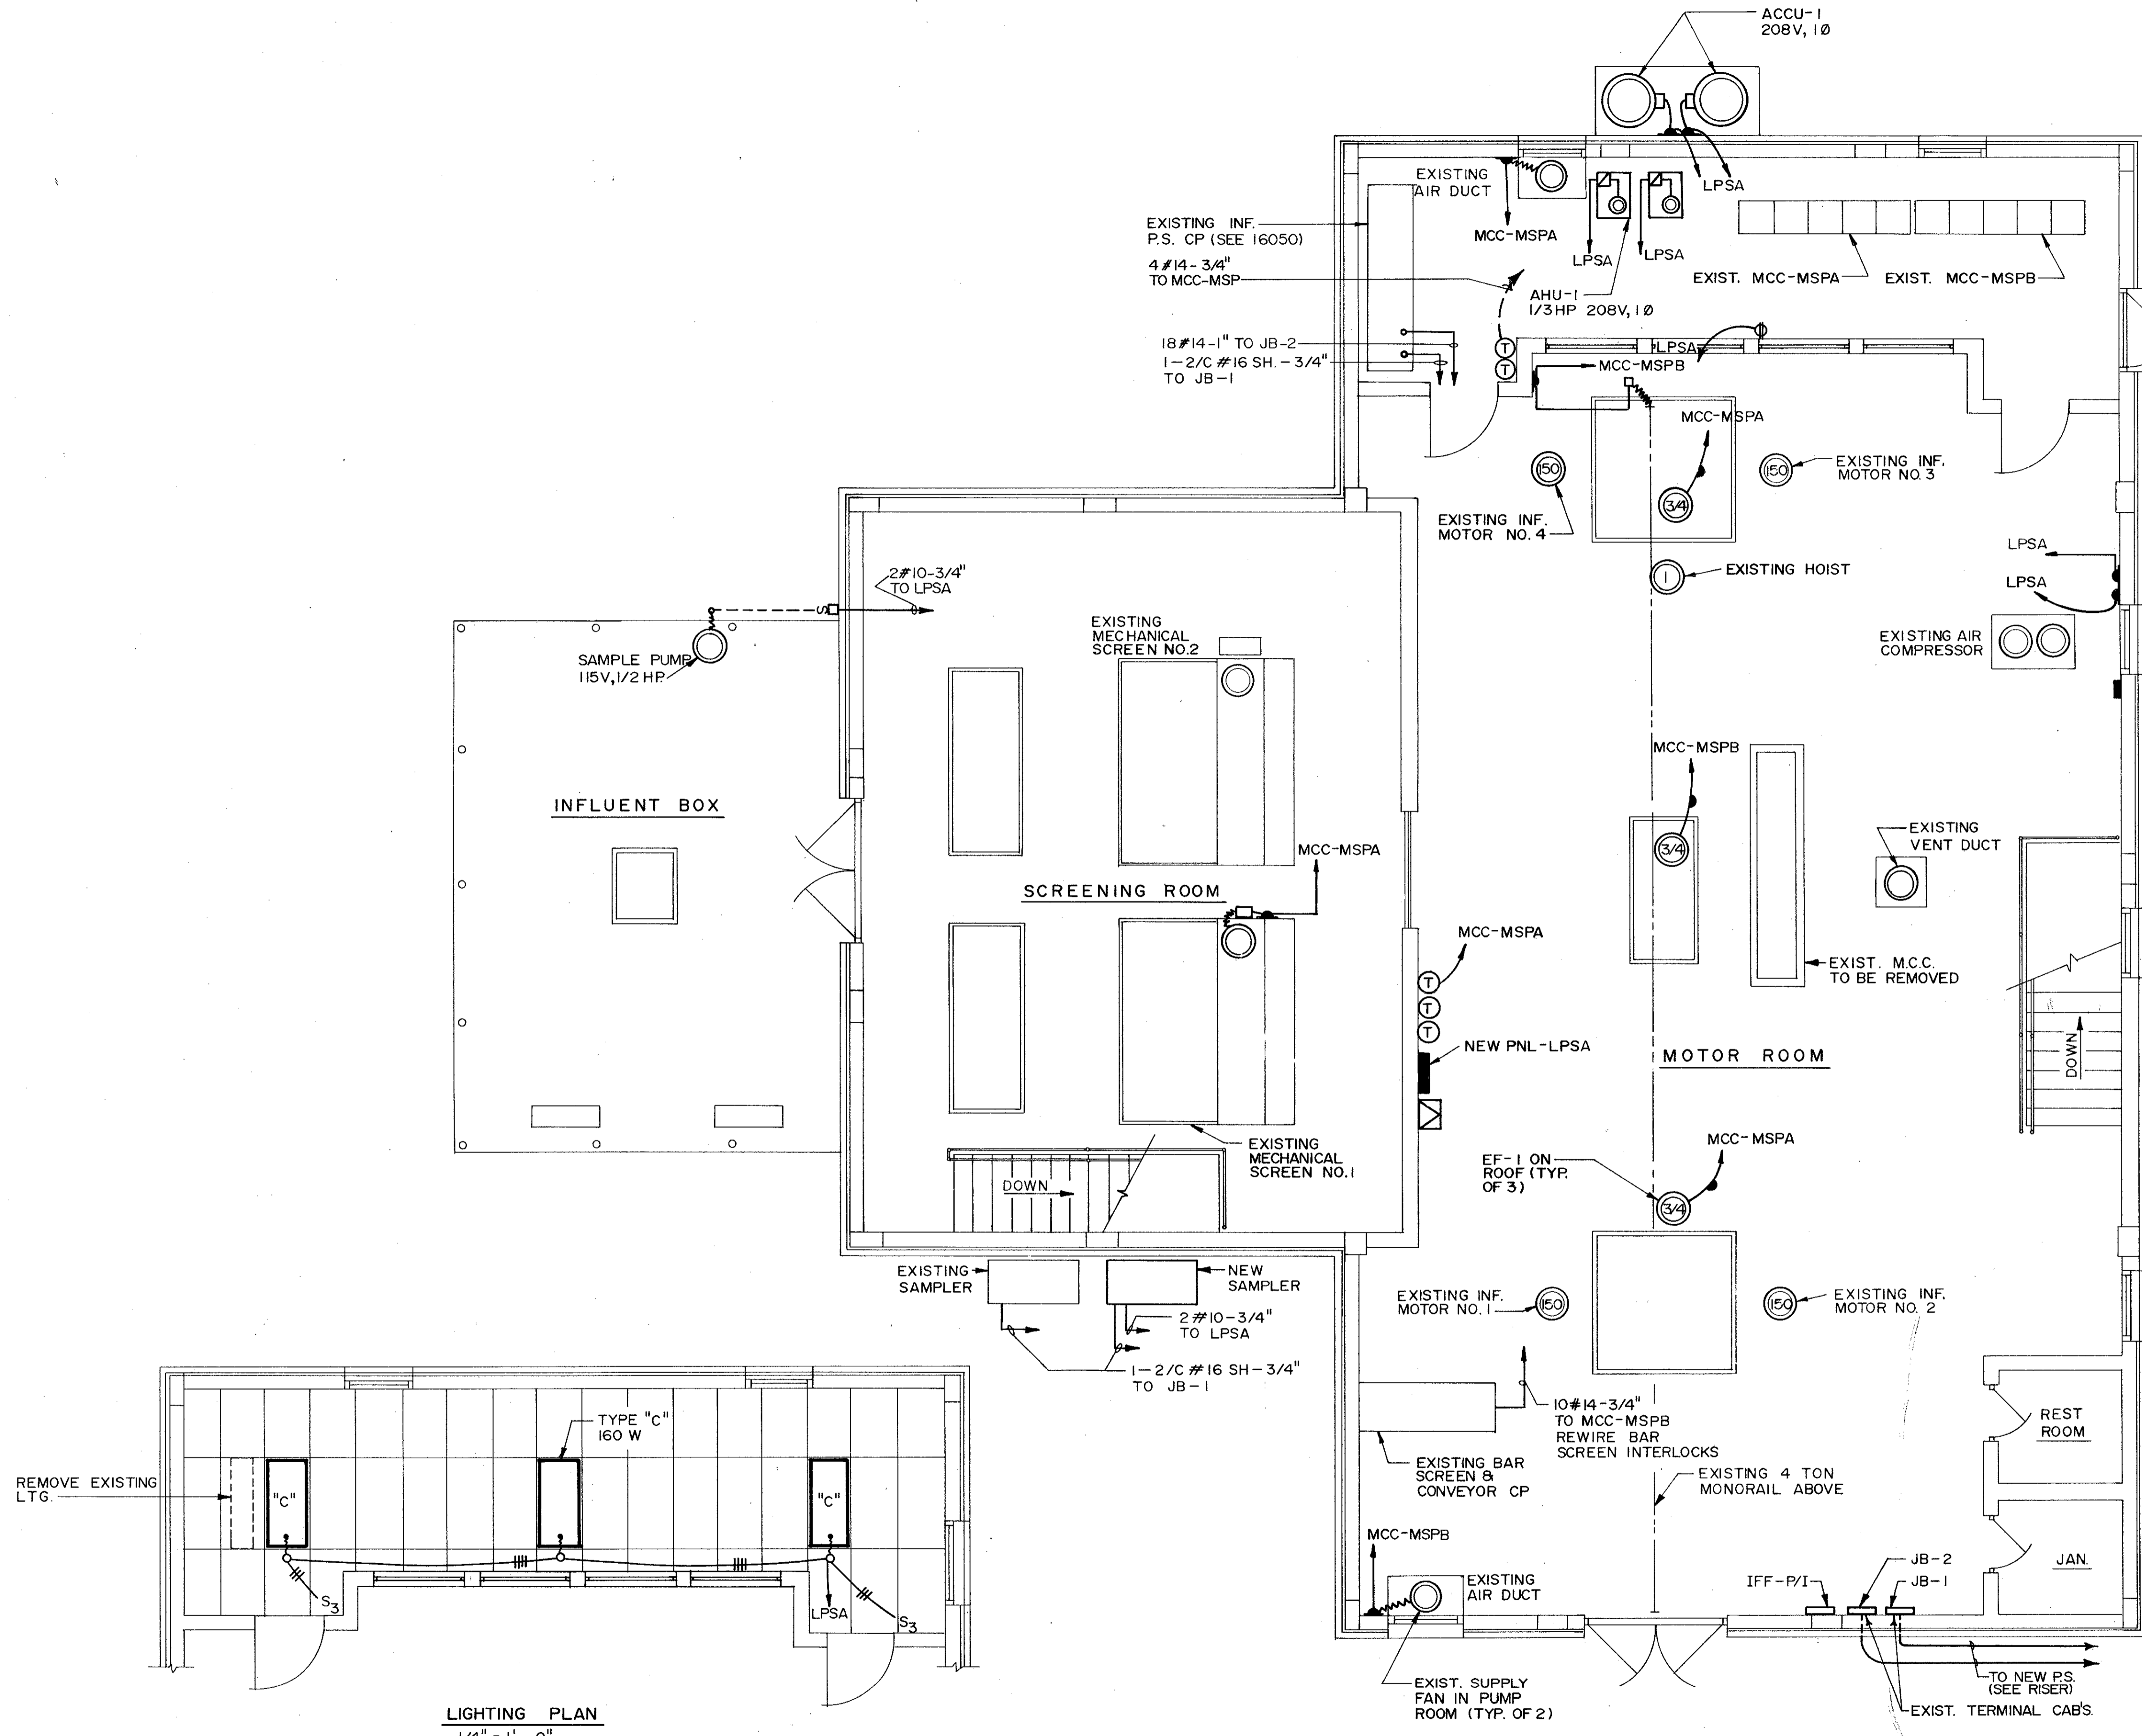 ACCU-1
208V, 1Ø
EXISTING
AIR DUCT
LPSA
EXISTING INF.
P.S. CP (SEE 16050)
MCC-MSPA
LPSA
LPSA
4#14-3/4"
TO MCC-MSP
EXIST. MCC-MSPA
EXIST. MCC-MSPB
AHU-1
1/3HP 208V, 1Ø
18#14-1" TO JB-2
1-2/C #16 SH.-3/4"
TO JB-1
T
T
LPSA
MCC-MSPB
MCC-MSPA
150
3/4
150
EXISTING INF.
MOTOR NO.3
EXISTING INF.
MOTOR NO.4
LPSA
1
EXISTING HOIST
LPSA
2#10-3/4"
TO LPSA
S
EXISTING
MECHANICAL
SCREEN NO.2
EXISTING AIR
COMPRESSOR
SAMPLE PUMP
115V, 1/2 HP.
MCC-MSPB
INFLUENT BOX
3/4
EXISTING
VENT DUCT
MCC-MSPA
SCREENING ROOM
MCC-MSPA
EXIST. M.C.C.
TO BE REMOVED
T
T
T
NEW PNL-LPSA
MOTOR ROOM
DOWN
EXISTING
MECHANICAL
SCREEN NO.1
MCC-MSPA
EF-1 ON
ROOF (TYP.
OF 3)
3/4
DOWN
EXISTING
SAMPLER
NEW
SAMPLER
EXISTING INF.
MOTOR NO.1
150
150
EXISTING INF.
MOTOR NO. 2
2#10-3/4"
TO LPSA
1-2/C #16 SH-3/4"
TO JB-1
10#14-3/4"
TO MCC-MSPB
REWIRE BAR
SCREEN INTERLOCKS
REST
ROOM
EXISTING BAR
SCREEN &
CONVEYOR CP
EXISTING 4 TON
MONORAIL ABOVE
TYPE "C"
160 W
REMOVE EXISTING
LTG.
"C"
"C"
MCC-MSPB
JAN.
EXISTING
AIR DUCT
IFF-P/I
JB-2
JB-1
S3
LPSA
S3
TO NEW P.S.
(SEE RISER)
EXIST. SUPPLY
FAN IN PUMP
ROOM (TYP. OF 2)
EXIST. TERMINAL CAB'S.
LIGHTING PLAN
1/4" = 1'-0"